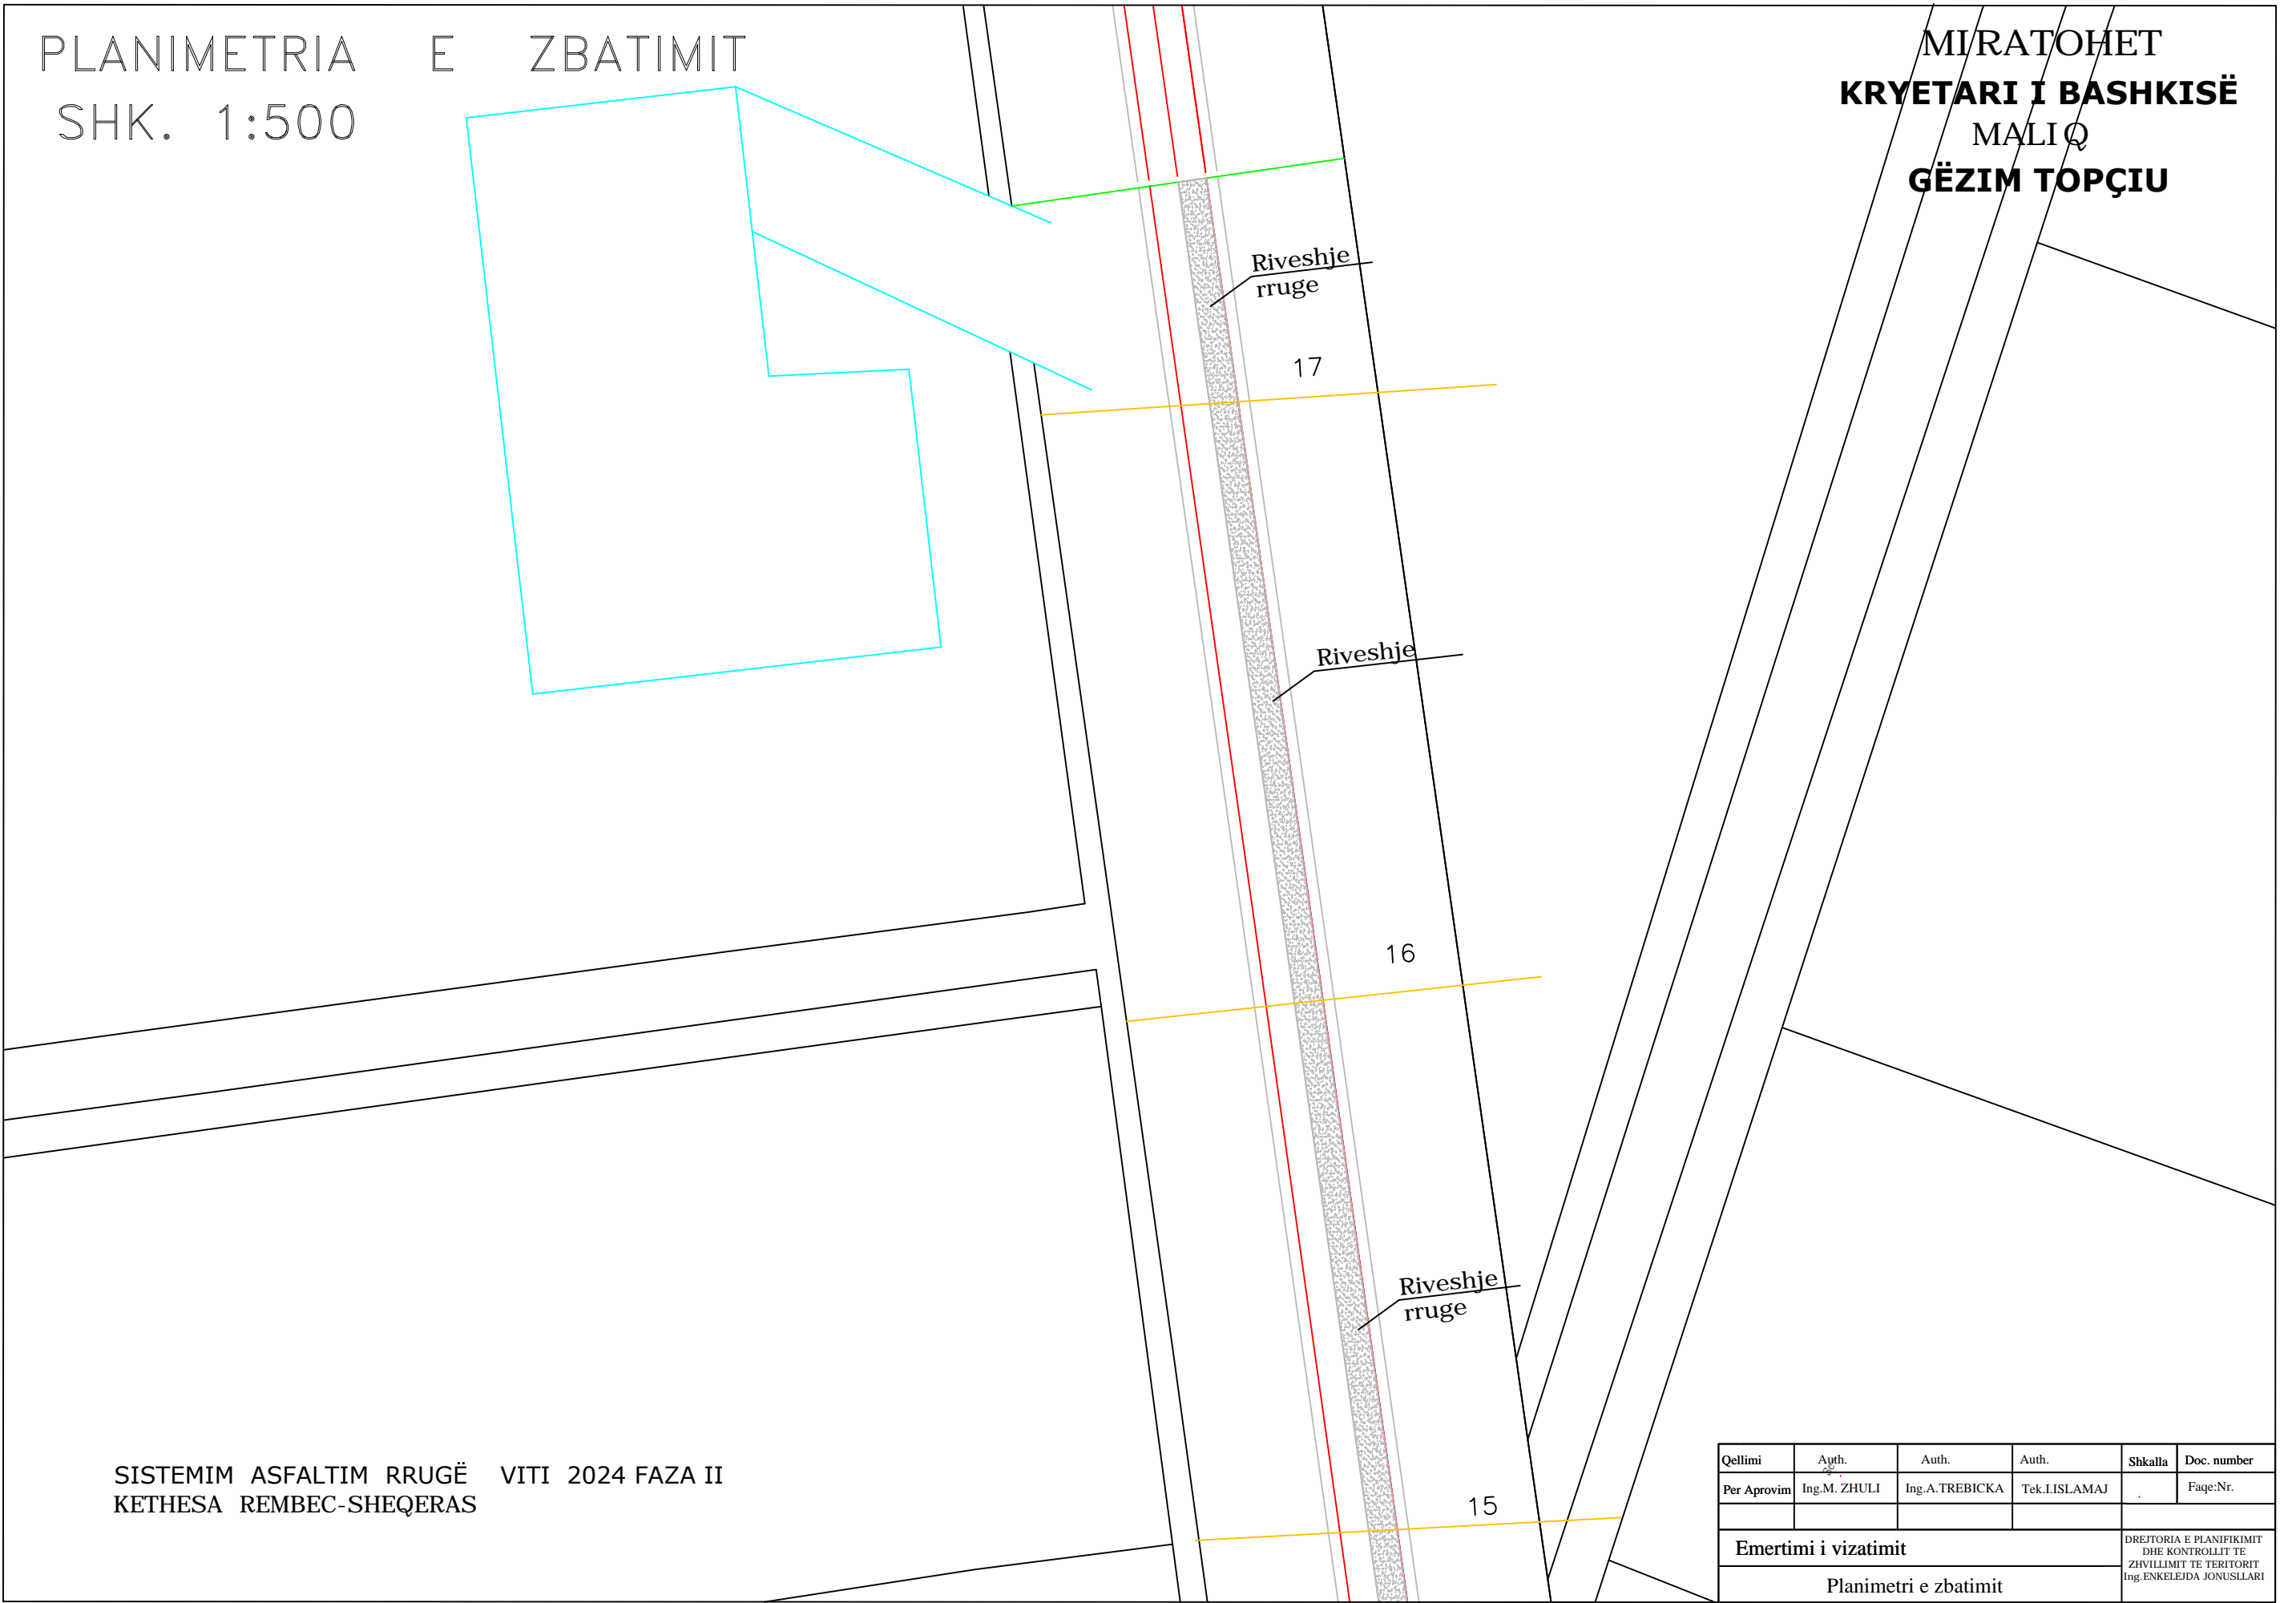 PLANIMETRIA E ZBATIMIT
SHK. 1:500
MIRATOHET
KRYETARI I BASHKISË
MALIQ
GËZIM TOPÇIU
Riveshje
rruge
17
Riveshje
16
Riveshje
rruge
15
SISTEMIM ASFALTIM RRUGË VITI 2024 FAZA II
KETHESA REMBEC-SHEQERAS
Qellimi Auth. Auth. Auth. Shkalla Doc. number
Per Aprovim Ing.M. ZHULI Ing.A.TREBICKA Tek.I.ISLAMAJ Faqe:Nr.
Emertimi i vizatimit
Planimetri e zbatimit
DREJTORIA E PLANIFIKIMIT
DHE KONTROLLIT TE
ZHVILLIMIT TE TERITORIT
Ing.ENKELEJDA JONUSLLARI